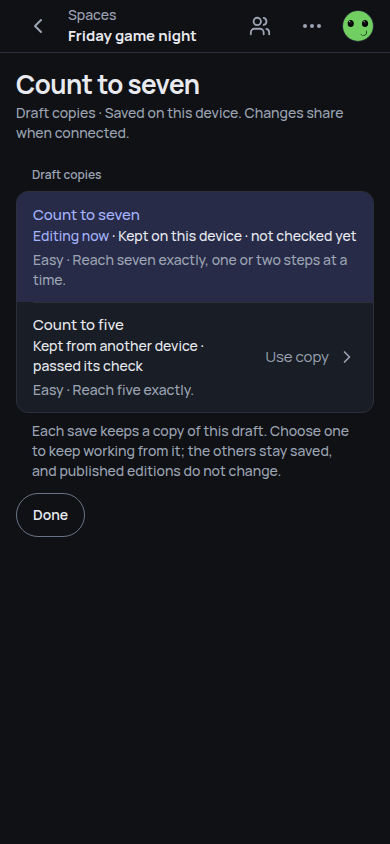 Spaces
Friday game night
Count to seven
Draft copies · Saved on this device. Changes share
when connected.
Draft copies
Count to seven
Editing now · Kept on this device · not checked yet
Easy · Reach seven exactly, one or two steps at a
time.
Count to five
Kept from another device ·
passed its check
Use copy
Easy · Reach five exactly.
Each save keeps a copy of this draft. Choose one
to keep working from it; the others stay saved,
and published editions do not change.
Done